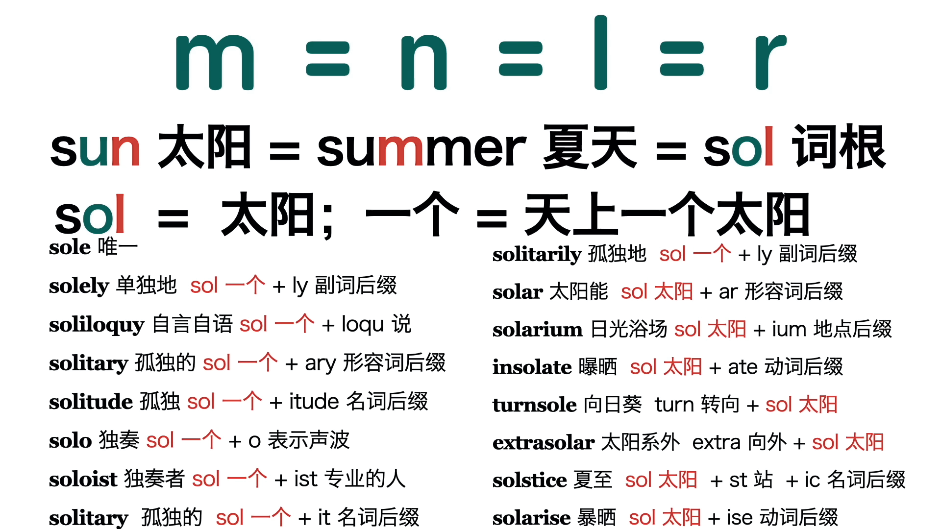 m = n = l = r
sun 太阳 = summer 夏天 = sol 词根
sol = 太阳；一个 = 天上一个太阳
sole 唯一
solely 单独地 sol 一个 + ly 副词后缀
soliloquy 自言自语 sol 一个 + loqu 说
solitary 孤独的 sol 一个 + ary 形容词后缀
solitude 孤独 sol 一个 + itude 名词后缀
solo 独奏 sol 一个 + o 表示声波
soloist 独奏者 sol 一个 + ist 专业的人
solitary 孤独的 sol 一个 + it 名词后缀
solitarily 孤独地 sol 一个 + ly 副词后缀
solar 太阳能 sol 太阳 + ar 形容词后缀
solarium 日光浴场 sol 太阳 + ium 地点后缀
insolate 曝晒 sol 太阳 + ate 动词后缀
turnsole 向日葵 turn 转向 + sol 太阳
extrasolar 太阳系外 extra 向外 + sol 太阳
solstice 夏至 sol 太阳 + st 站 + ic 名词后缀
solarise 暴晒 sol 太阳 + ise 动词后缀